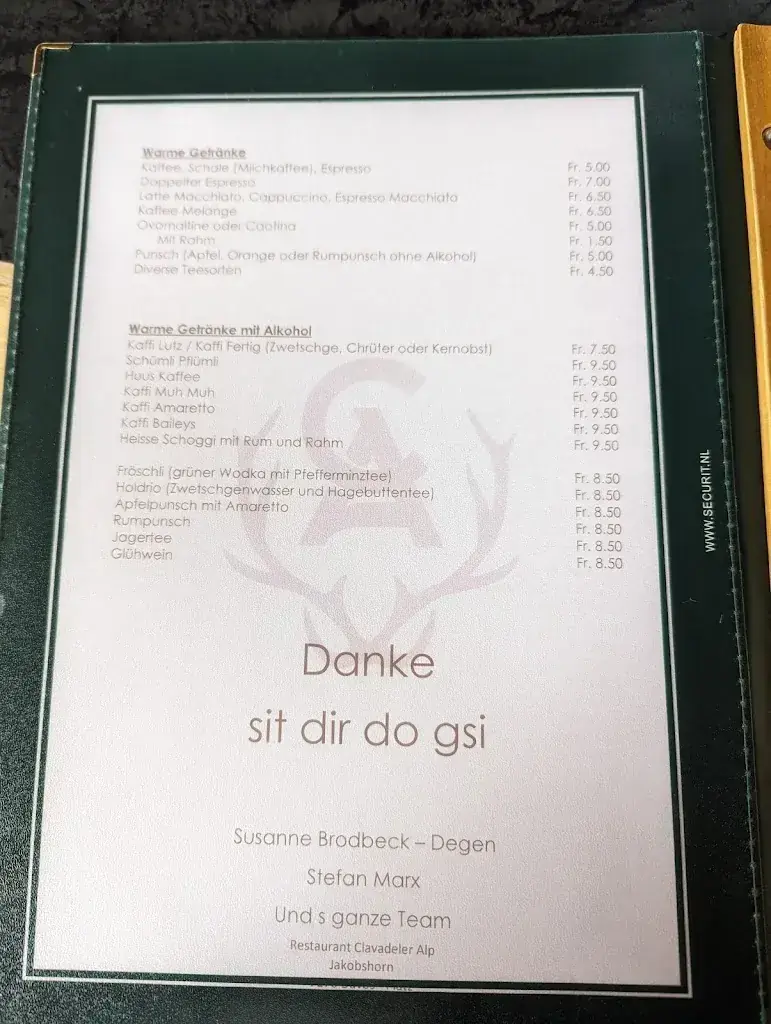 Warme Getränke
Kaffee, Schale (Milchkaffee), Espresso Fr. 5.00
Doppelter Espresso Fr. 7.00
Latte Macchiato, Cappuccino, Espresso Macchiato Fr. 6.50
Kaffee Melange Fr. 6.50
Ovomaltine oder Caotina Fr. 5.00
Mit Rahm Fr. 1.50
Punsch (Apfel, Orange oder Rumpunsch ohne Alkohol) Fr. 5.00
Diverse Teesorten Fr. 4.50
Warme Getränke mit Alkohol
Kaffi Lutz / Kaffi Fertig (Zwetschge, Chrüter oder Kernobst) Fr. 7.50
Schümli Pflümli Fr. 9.50
Huus Kaffee Fr. 9.50
Kaffi Muh Muh Fr. 9.50
Kaffi Amaretto Fr. 9.50
Kaffi Baileys Fr. 9.50
Heisse Schoggi mit Rum und Rahm Fr. 9.50
Fröschli (grüner Wodka mit Pfefferminztee) Fr. 8.50
Holdrio (Zwetschgenwasser und Hagebuttentee) Fr. 8.50
Apfelpunsch mit Amaretto Fr. 8.50
Rumpunsch Fr. 8.50
Jagertee Fr. 8.50
Glühwein Fr. 8.50
CA
Danke
sit dir do gsi
Susanne Brodbeck – Degen
Stefan Marx
Und s ganze Team
Restaurant Clavadeler Alp
Jakobshorn
WWW.SECURIT.NL